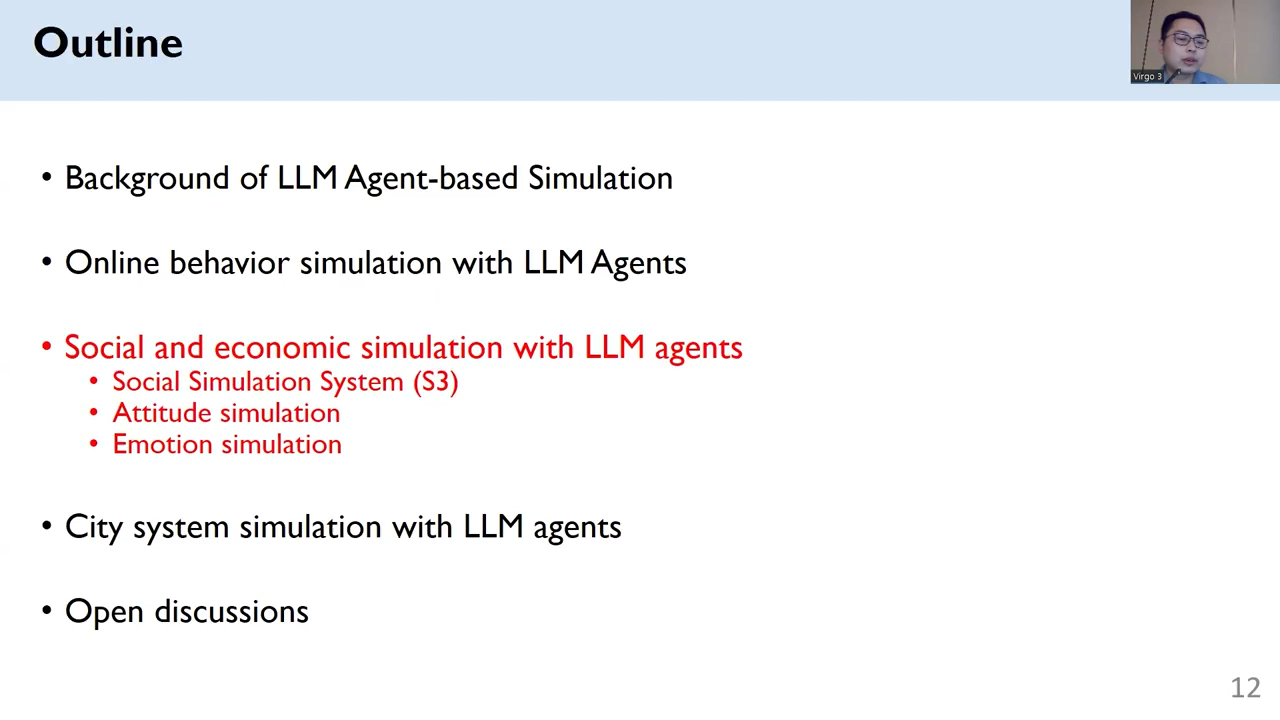 Outline
Virgo 3
• Background of LLM Agent-based Simulation
• Online behavior simulation with LLM Agents
• Social and economic simulation with LLM agents
• Social Simulation System (S3)
• Attitude simulation
• Emotion simulation
• City system simulation with LLM agents
• Open discussions
12